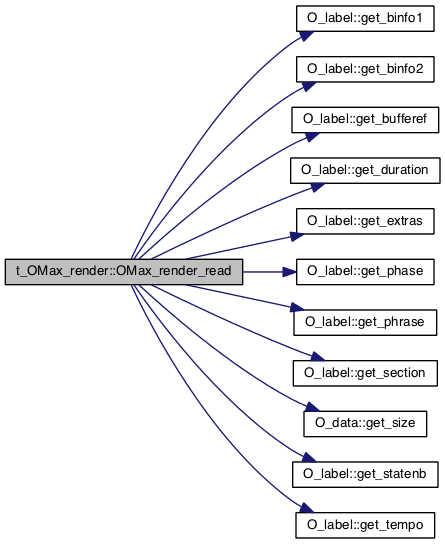 O_label::get_binfo1
O_label::get_binfo2
O_label::get_bufferef
O_label::get_duration
O_label::get_extras
t_OMax_render::OMax_render_read
O_label::get_phase
O_label::get_phrase
O_label::get_section
O_data::get_size
O_label::get_statenb
O_label::get_tempo